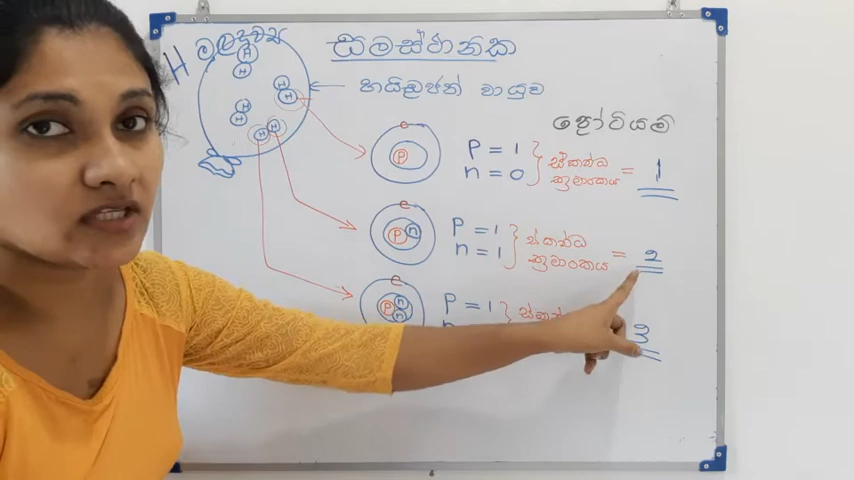 සමස්ථානික
H මූලද්‍රව්‍ය
හයිඩ්‍රජන් වායුව
H
H
H
H
H
H
H
H
ප්‍රෝටියම්
e
P
P = 1
n = 0
ස්කන්ධ
ක්‍රමාංකය = 1
e
P n
P = 1
n = 1
ස්කන්ධ
ක්‍රමාංකය = 2
e
P n
n
P = 1
n
3